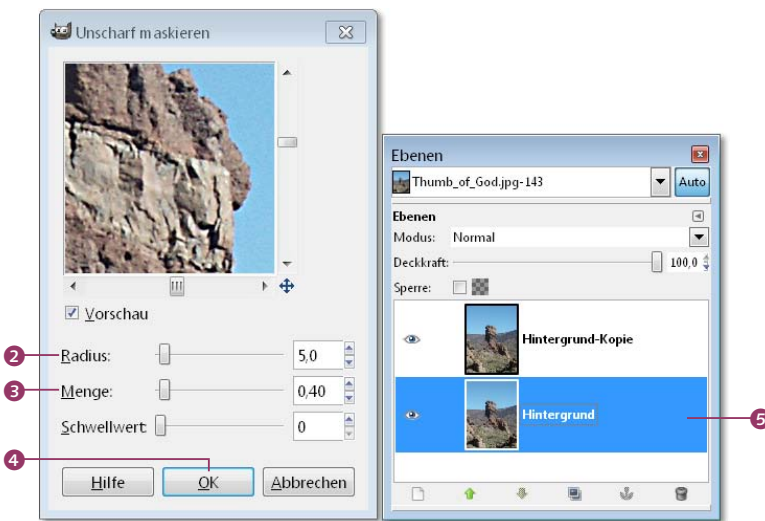 Unscharf maskieren
Vorschau
2 Radius: 5,0
3 Menge: 0,40
Schwellwert: 0
4
Hilfe OK Abbrechen
Ebenen
Thumb_of_God.jpg-143 Auto
Ebenen
Modus: Normal
Deckkraft: 100,0
Sperre:
Hintergrund-Kopie
Hintergrund 5